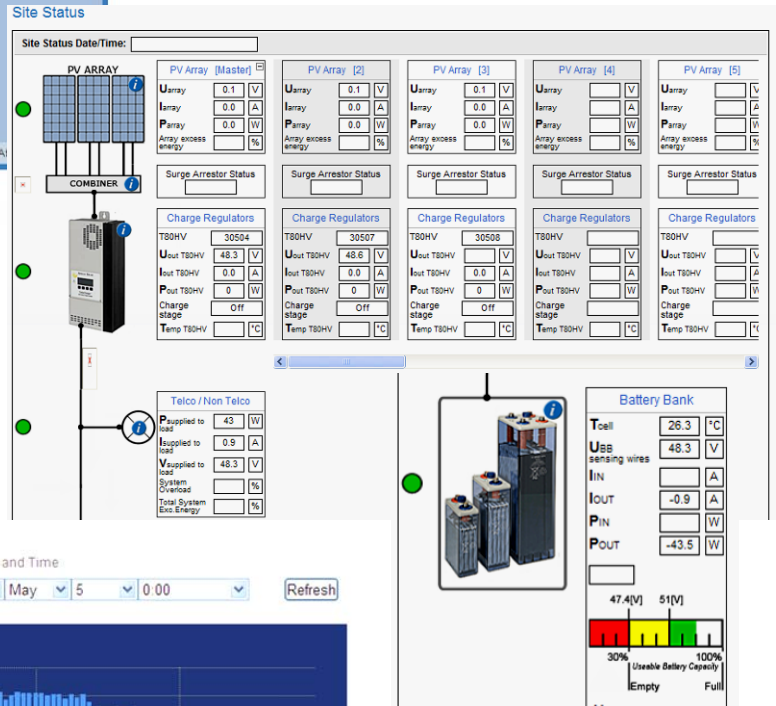 Site Status
Site Status Date/Time:
PV ARRAY
i
COMBINER i
i
PV Array [Master]
Uarray 0.1 V
Iarray 0.0 A
Parray 0.0 W
Array excess energy %
Surge Arrestor Status
Charge Regulators
T80HV 30504
Uout T80HV 48.3 V
Iout T80HV 0.0 A
Pout T80HV 0 W
Charge stage Off
Temp T80HV °C
PV Array [2]
Uarray 0.1 V
Iarray 0.0 A
Parray 0.0 W
Array excess energy %
Surge Arrestor Status
Charge Regulators
T80HV 30507
Uout T80HV 48.6 V
Iout T80HV 0.0 A
Pout T80HV 0 W
Charge stage Off
Temp T80HV °C
PV Array [3]
Uarray 0.1 V
Iarray 0.0 A
Parray 0.0 W
Array excess energy %
Surge Arrestor Status
Charge Regulators
T80HV 30508
Uout T80HV V
Iout T80HV 0.0 A
Pout T80HV 0 W
Charge stage Off
Temp T80HV °C
PV Array [4]
Uarray V
Iarray A
Parray W
Array excess energy %
Surge Arrestor Status
Charge Regulators
T80HV
Uout T80HV V
Iout T80HV A
Pout T80HV W
Charge stage
Temp T80HV °C
PV Array [5]
Uarray
Iarray
Parray
Array excess energy
Surge Arrestor Status
Charge Regulators
T80HV
Uout T80HV
Iout T80HV
Pout T80HV
Charge stage
Temp T80HV
i
Telco / Non Telco
Psupplied to load 43 W
Isupplied to load 0.9 A
Vsupplied to load 48.3 V
System Overload %
Total System Exc.Energy %
i
Battery Bank
Tcell 26.3 °C
UBB sensing wires 48.3 V
IIN A
IOUT -0.9 A
PIN W
POUT -43.5 W
47.4[V] 51[V]
30% 100%
Useable Battery Capacity
Empty Full
and Time
May 5 0:00 Refresh